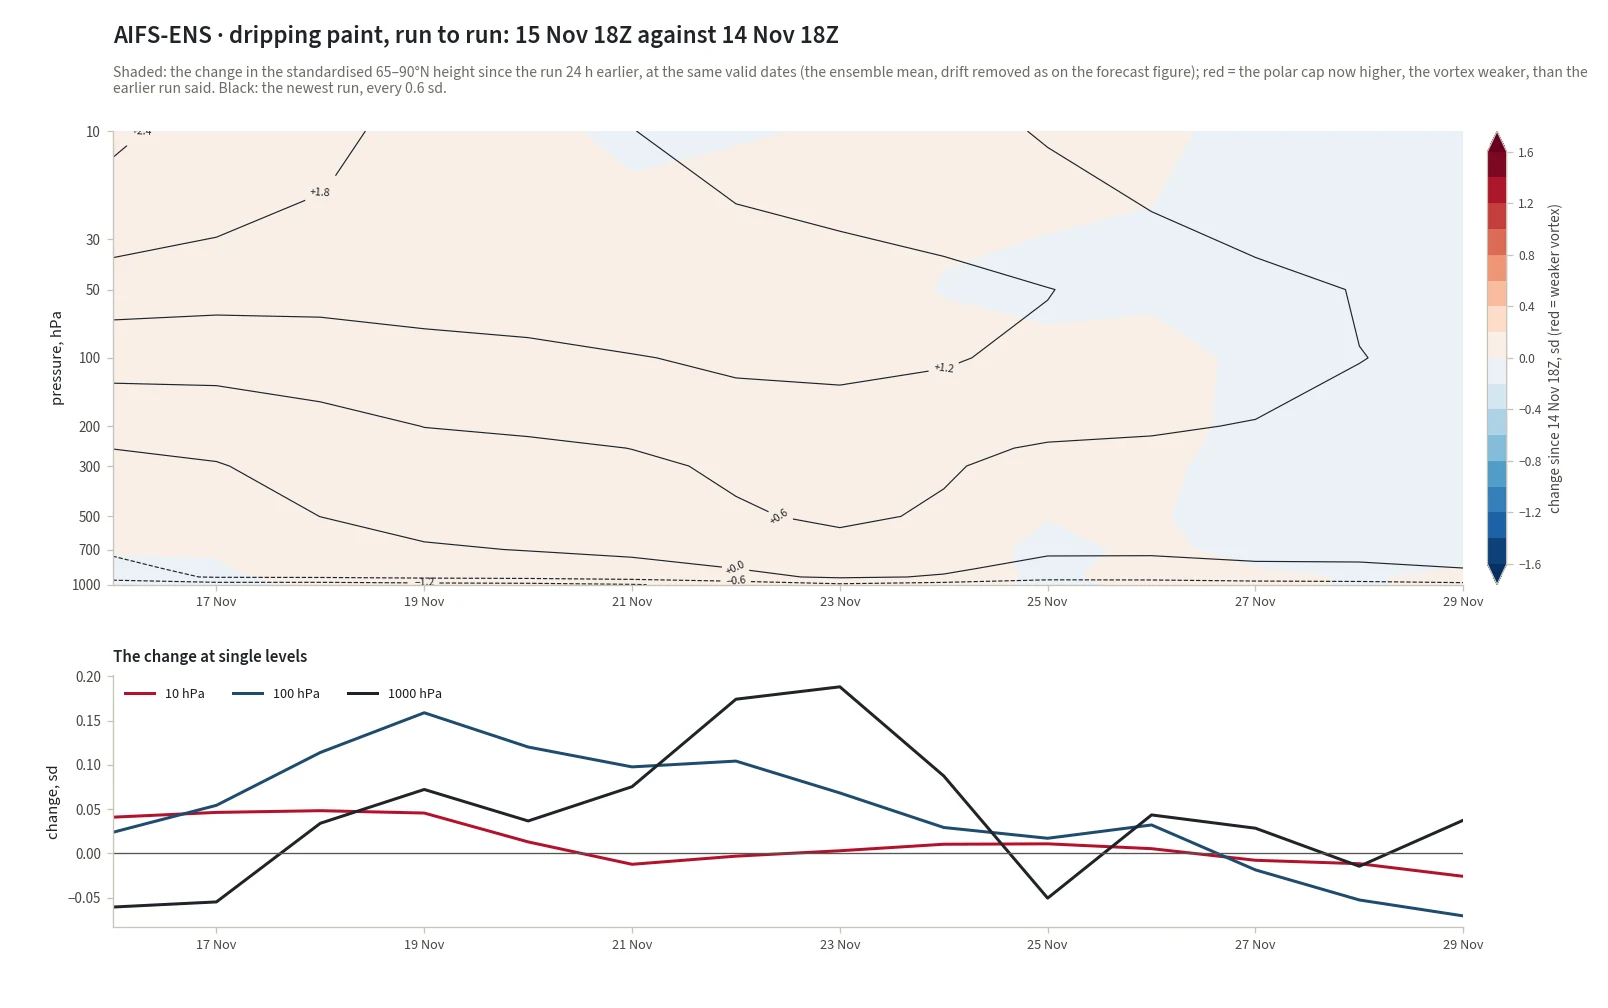 AIFS-ENS · dripping paint, run to run: 15 Nov 18Z against 14 Nov 18Z
Shaded: the change in the standardised 65–90°N height since the run 24 h earlier, at the same valid dates (the ensemble mean, drift removed as on the forecast figure); red = the polar cap now higher, the vortex weaker, than the
earlier run said. Black: the newest run, every 0.6 sd.
10
30
50
100
200
300
500
700
1000
pressure, hPa
+1.8
+1.2
+0.6
+0.0
−0.6
17 Nov
19 Nov
21 Nov
23 Nov
25 Nov
27 Nov
29 Nov
1.6
1.2
0.8
0.4
0.0
−0.4
−0.8
−1.2
−1.6
change since 14 Nov 18Z, sd (red = weaker vortex)
The change at single levels
10 hPa
100 hPa
1000 hPa
0.20
0.15
0.10
0.05
0.00
−0.05
change, sd
17 Nov
19 Nov
21 Nov
23 Nov
25 Nov
27 Nov
29 Nov